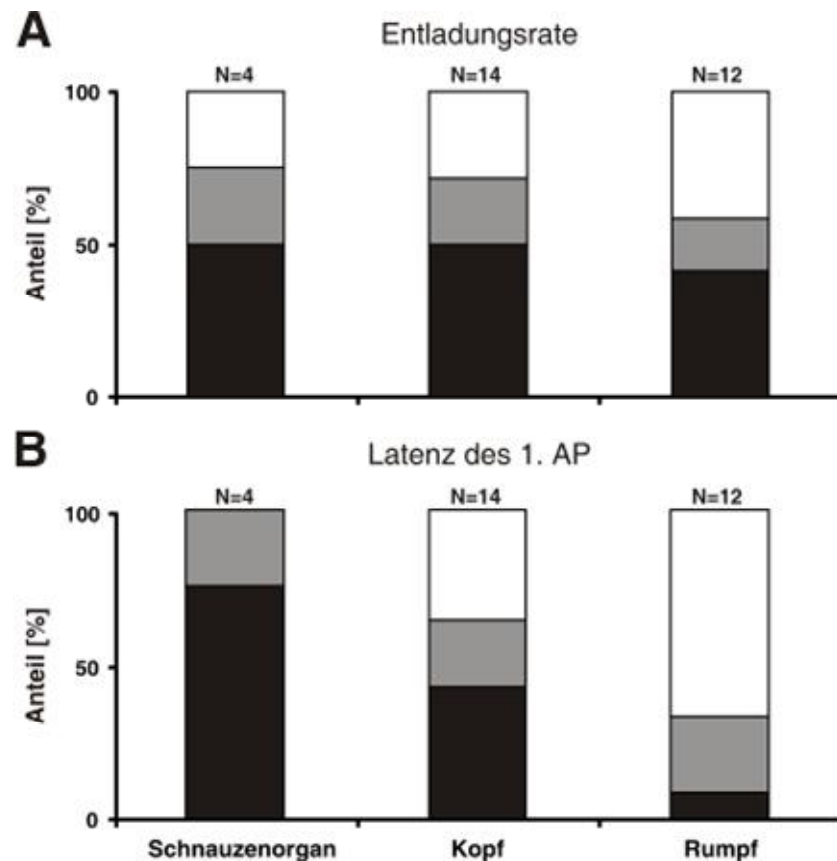 A
Entladungsrate
N=4 N=14 N=12
100
50
0
Anteil [%]
B
Latenz des 1. AP
N=4 N=14 N=12
100
50
0
Anteil [%]
Schnauzenorgan Kopf Rumpf